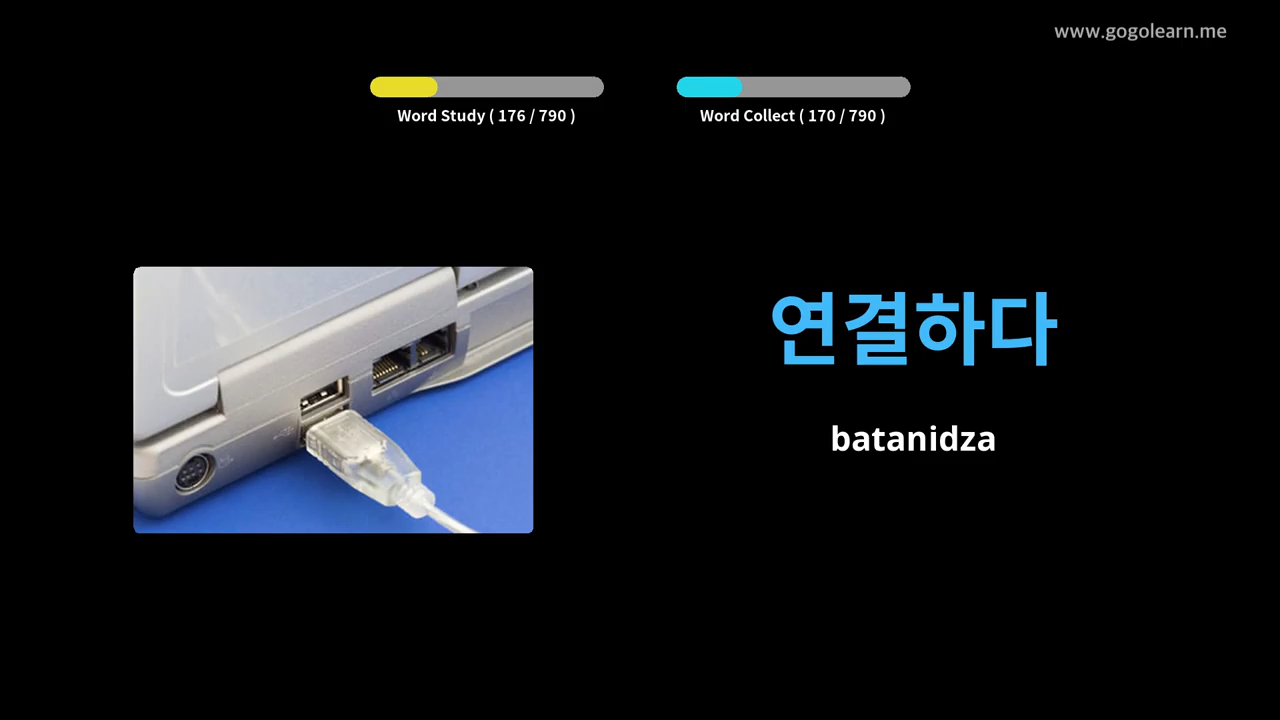 www.gogolearn.me
Word Study ( 176 / 790 )
Word Collect ( 170 / 790 )
연결하다
batanidza